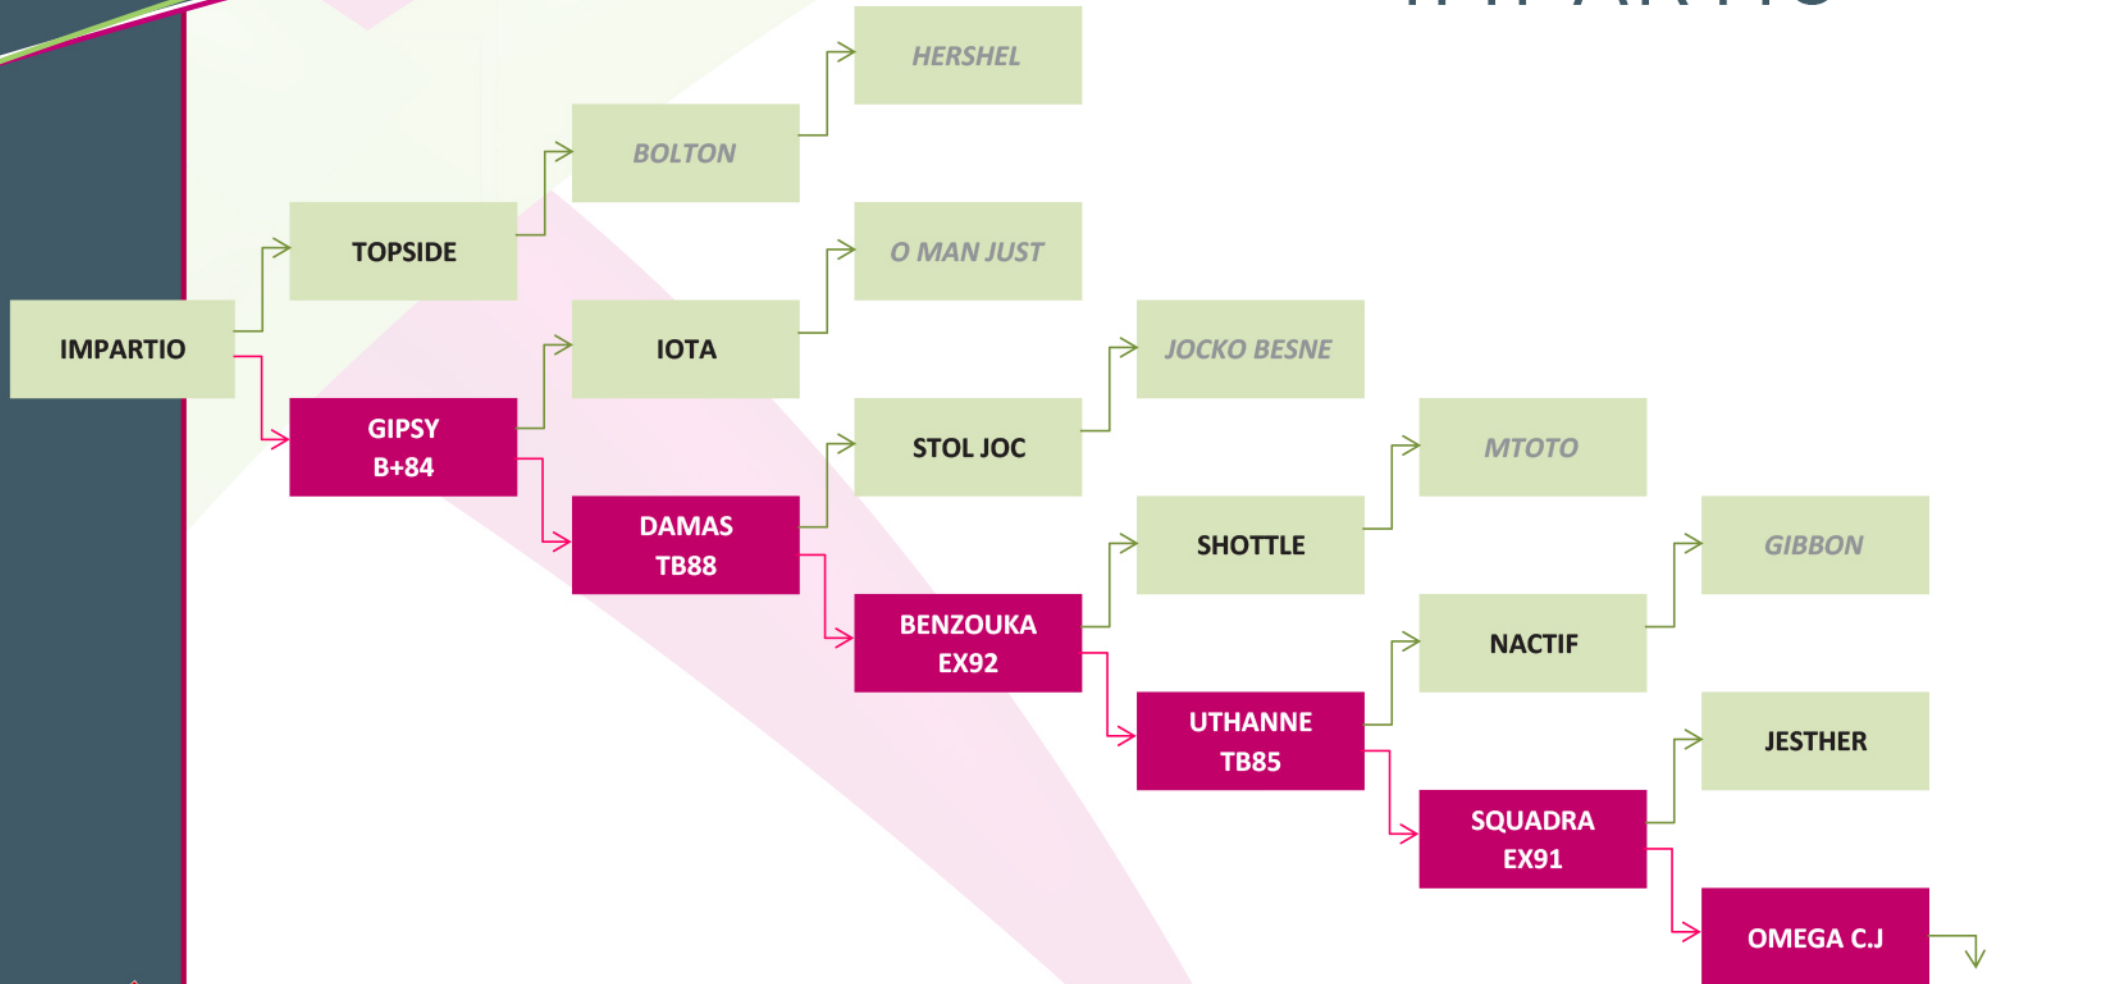 HERSHEL
BOLTON
TOPSIDE
O MAN JUST
IMPARTIO
IOTA
JOCKO BESNE
GIPSY
B+84
STOL JOC
MTOTO
DAMAS
TB88
SHOTTLE
GIBBON
BENZOUKA
EX92
NACTIF
UTHANNE
TB85
JESTHER
SQUADRA
EX91
OMEGA C.J